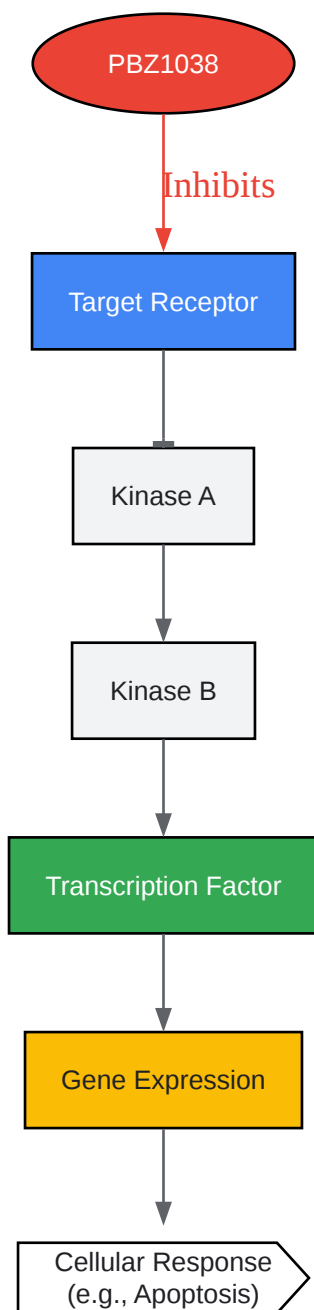 PBZ1038
Inhibits
Target Receptor
Kinase A
Kinase B
Transcription Factor
Gene Expression
Cellular Response
(e.g., Apoptosis)